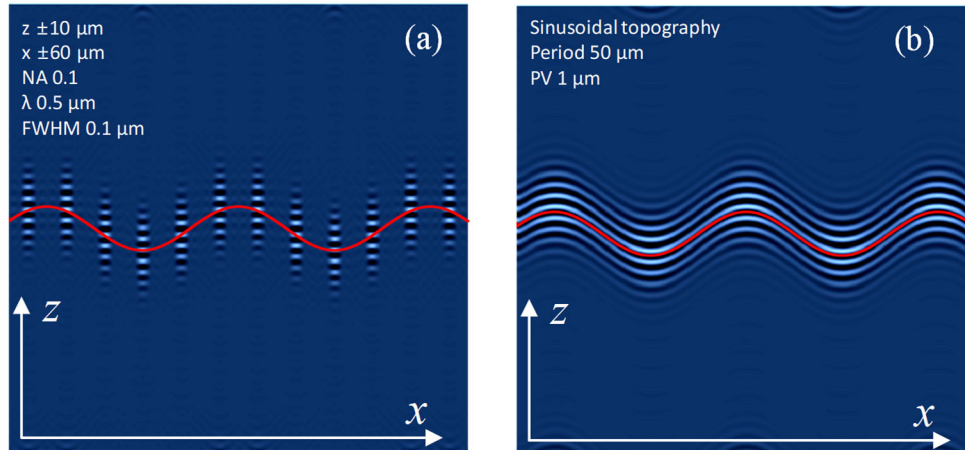 z ±10 µm
x ±60 µm
NA 0.1
λ 0.5 µm
FWHM 0.1 µm
(a)
z
x
Sinusoidal topography
Period 50 µm
PV 1 µm
(b)
z
x